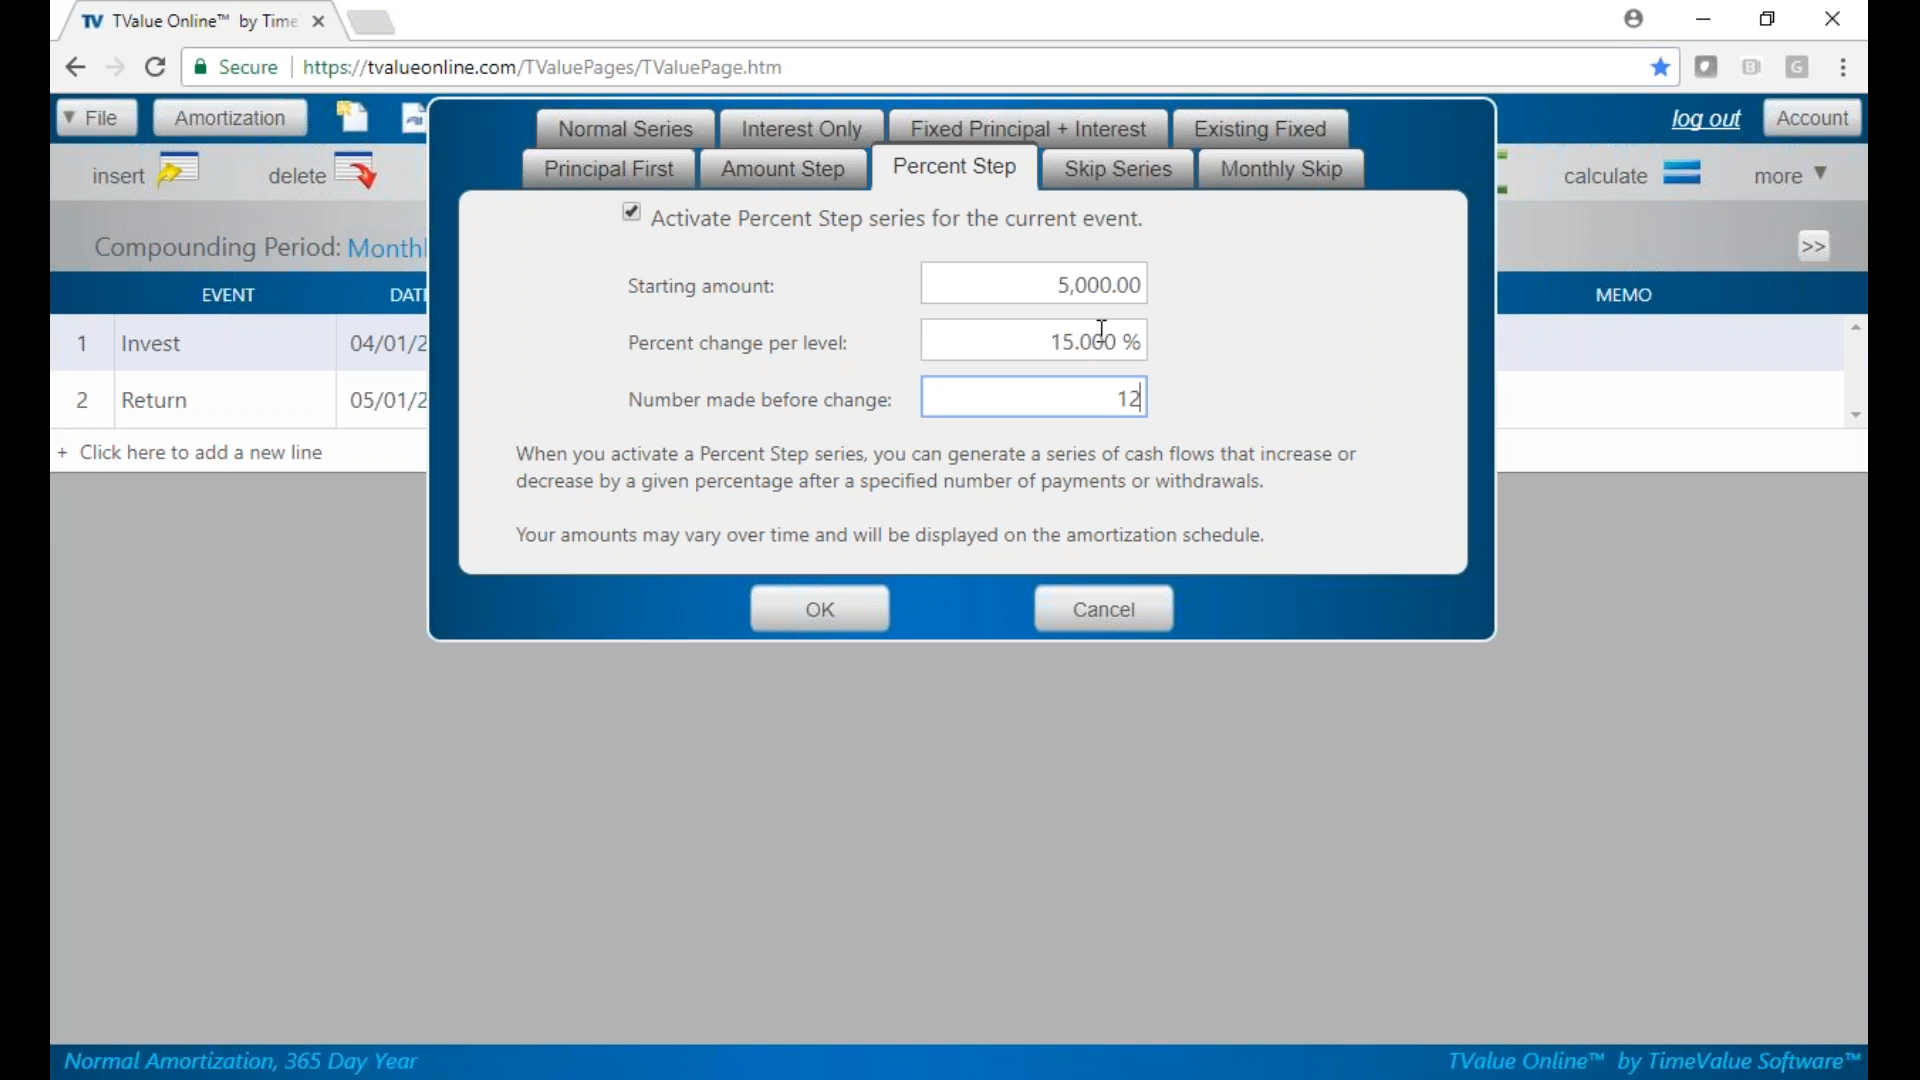 TV TValue Online™ by Time
Secure https://tvalueonline.com/TValuePages/TValuePage.htm
File Amortization log out Account
Normal Series Interest Only Fixed Principal + Interest Existing Fixed
Principal First Amount Step Percent Step Skip Series Monthly Skip
insert delete calculate more
Activate Percent Step series for the current event.
Compounding Period: Monthl >>
Starting amount: 5,000.00
EVENT DATE MEMO
1 Invest 04/01/2
Percent change per level: 15.000 %
2 Return 05/01/2
Number made before change: 12
+ Click here to add a new line
When you activate a Percent Step series, you can generate a series of cash flows that increase or
decrease by a given percentage after a specified number of payments or withdrawals.
Your amounts may vary over time and will be displayed on the amortization schedule.
OK Cancel
Normal Amortization, 365 Day Year TValue Online™ by TimeValue Software™